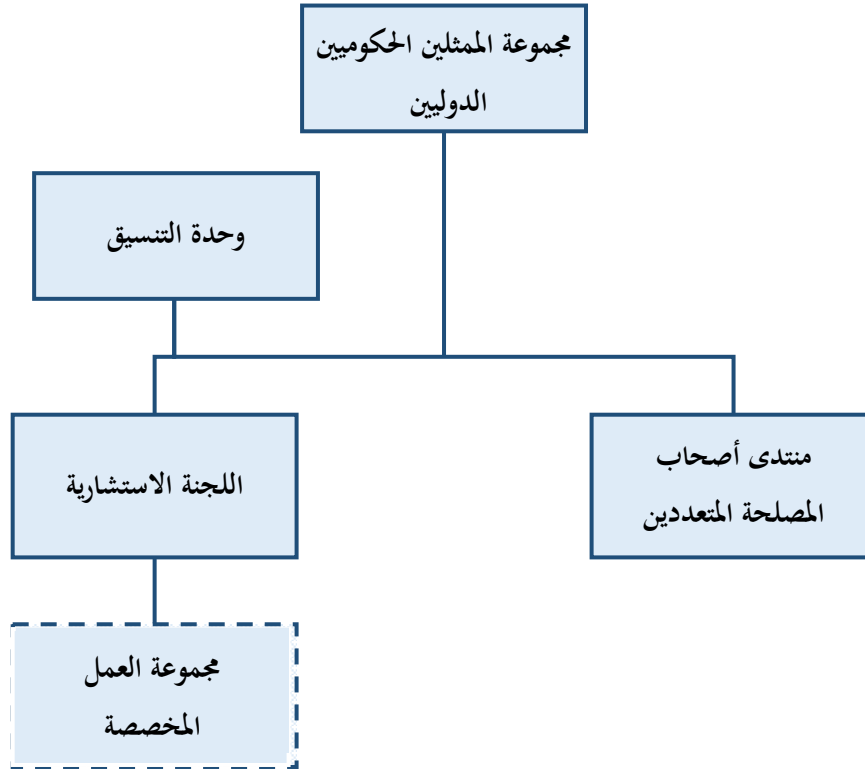 مجموعة الممثلين الحكوميين
الدوليين
وحدة التنسيق
منتدى أصحاب
المصلحة المتعددين
اللجنة الاستشارية
مجموعة العمل
المخصصة